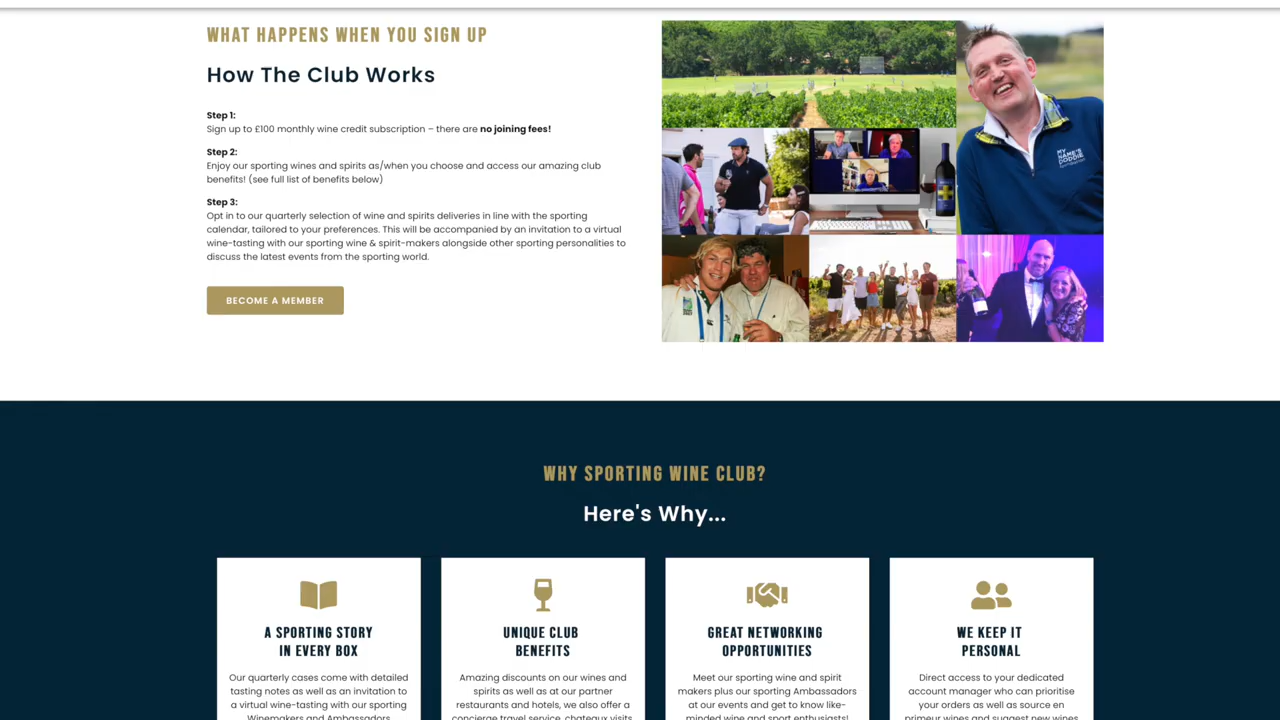 WHAT HAPPENS WHEN YOU SIGN UP
How The Club Works
Step 1:
Sign up to £100 monthly wine credit subscription – there are no joining fees!
Step 2:
Enjoy our sporting wines and spirits as/when you choose and access our amazing club
benefits! (see full list of benefits below)
Step 3:
Opt in to our quarterly selection of wine and spirits deliveries in line with the sporting
calendar, tailored to your preferences. This will be accompanied by an invitation to a virtual
wine-tasting with our sporting wine & spirit-makers alongside other sporting personalities to
discuss the latest events from the sporting world.
BECOME A MEMBER
MY
NAME'S
DODDIE
WHY SPORTING WINE CLUB?
Here's Why...
A SPORTING STORY
IN EVERY BOX
Our quarterly cases come with detailed
tasting notes as well as an invitation to
a virtual wine-tasting with our sporting
Winemakers and Ambassadors
UNIQUE CLUB
BENEFITS
Amazing discounts on our wines and
spirits as well as at our partner
restaurants and hotels, we also offer a
concierge travel service, chateaux visits
GREAT NETWORKING
OPPORTUNITIES
Meet our sporting wine and spirit
makers plus our sporting Ambassadors
at our events and get to know like-
minded wine and sport enthusiasts!
WE KEEP IT
PERSONAL
Direct access to your dedicated
account manager who can prioritise
your orders as well as source en
primeur wines and suggest new wines